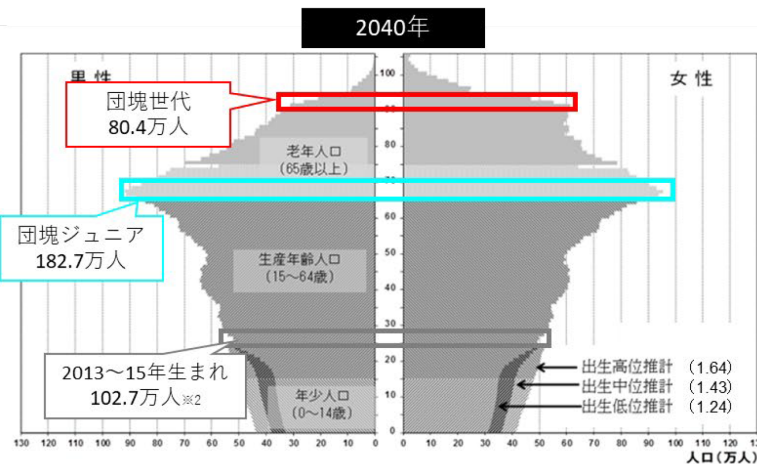 2040年
男 性
女 性
団塊世代
80.4万人
老年人口
(65歳以上)
団塊ジュニア
182.7万人
生産年齢人口
(15～64歳)
2013～15年生まれ
102.7万人※2
年少人口
(0～14歳)
出生高位推計 (1.64)
出生中位推計 (1.43)
出生低位推計 (1.24)
100
90
80
70
60
50
40
30
20
10
0
130 120 110 100 90 80 70 60 50 40 30 20 10 0
0 10 20 30 40 50 60 70 80 90 100 110 120 130
人口(万人)